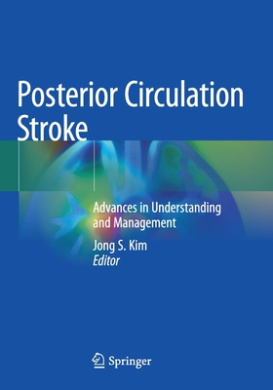 Posterior Circulation
Stroke
Advances in Understanding
and Management
Jong S. Kim
Editor
Springer